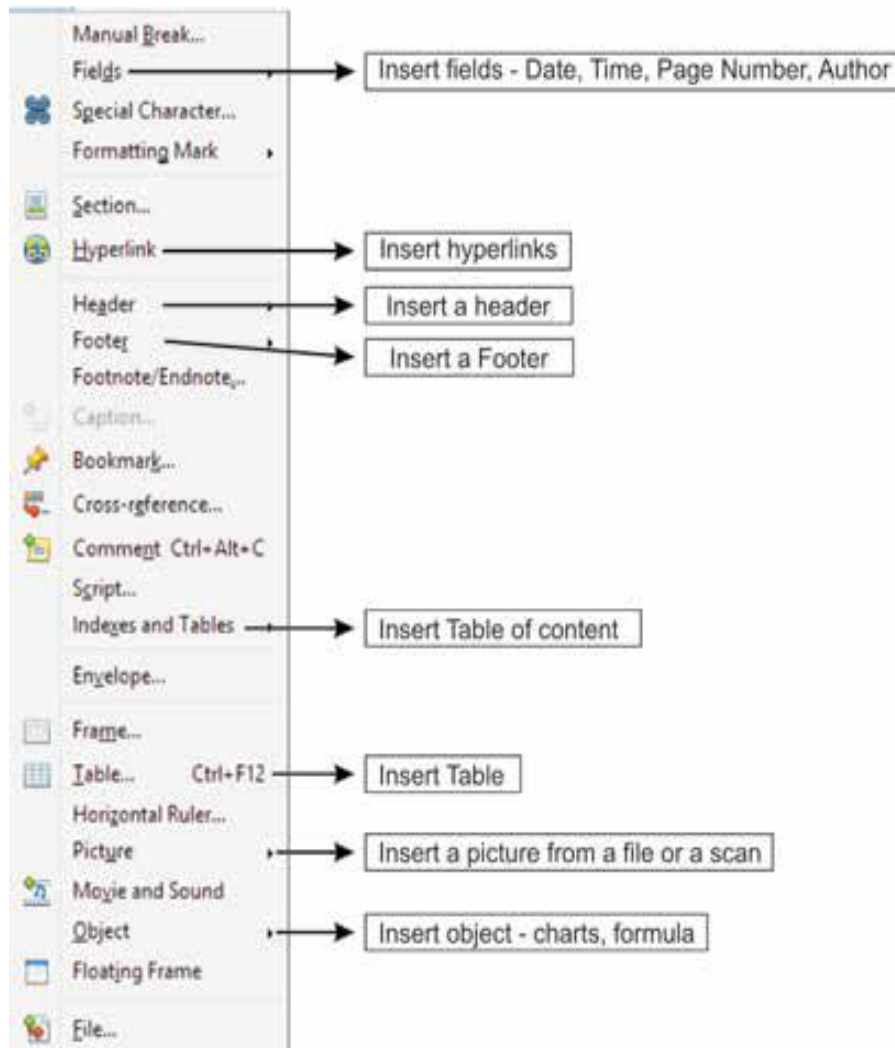 Manual Break...
Fields Insert fields - Date, Time, Page Number, Author
Special Character...
Formatting Mark
Section...
Hyperlink Insert hyperlinks
Header Insert a header
Footer Insert a Footer
Footnote/Endnote...
Caption...
Bookmark...
Cross-reference...
Comment Ctrl+Alt+C
Script...
Indexes and Tables Insert Table of content
Envelope...
Frame...
Table... Ctrl+F12 Insert Table
Horizontal Ruler...
Picture Insert a picture from a file or a scan
Movie and Sound
Object Insert object - charts, formula
Floating Frame
File...